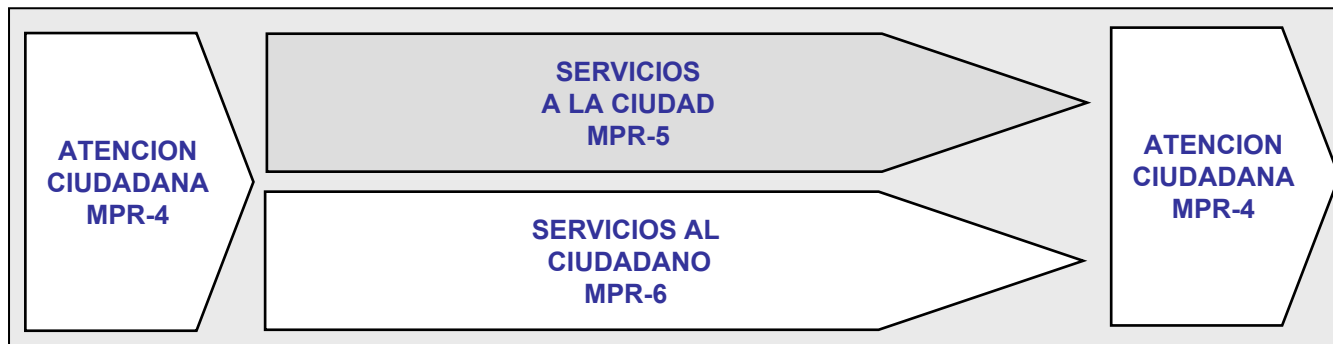 ATENCION
CIUDADANA
MPR-4
SERVICIOS
A LA CIUDAD
MPR-5
SERVICIOS AL
CIUDADANO
MPR-6
ATENCION
CIUDADANA
MPR-4